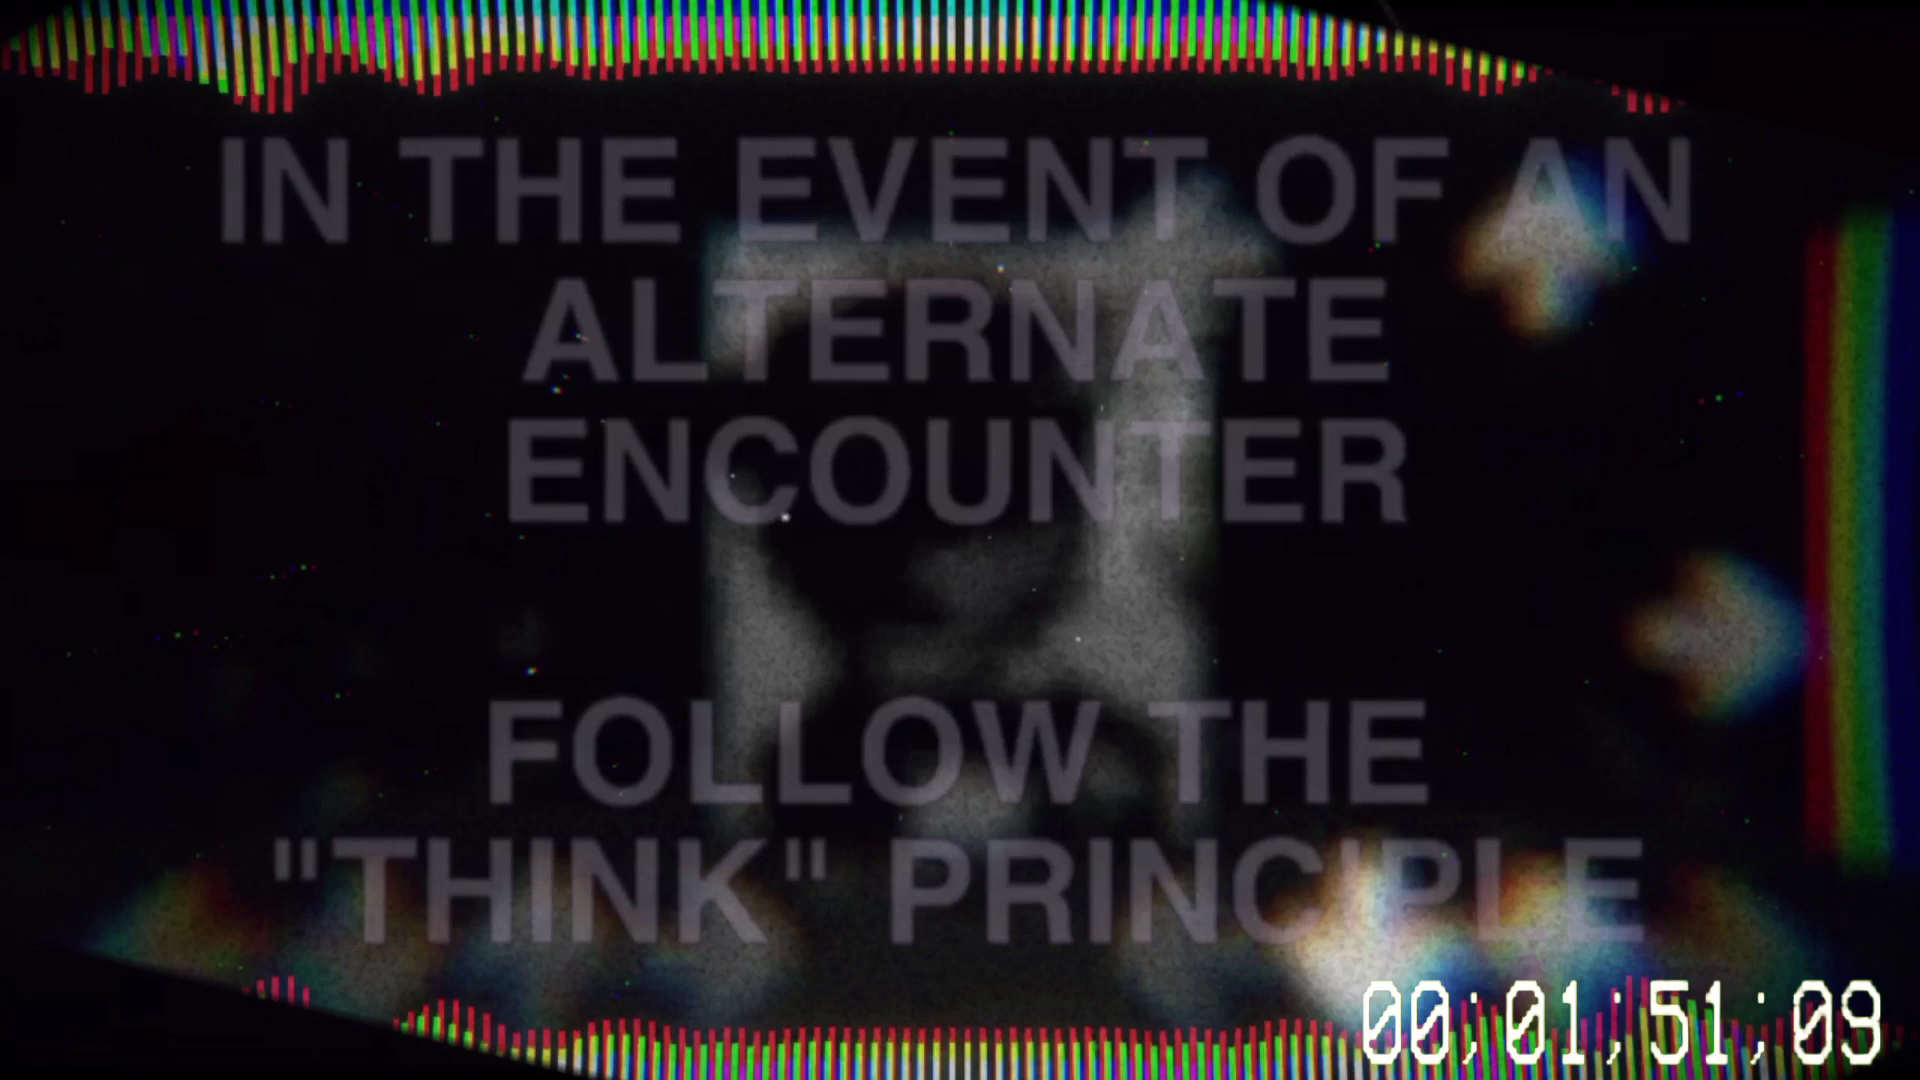 IN THE EVENT OF AN
ALTERNATE
ENCOUNTER
FOLLOW THE
"THINK" PRINCIPLE
00;01;51;09